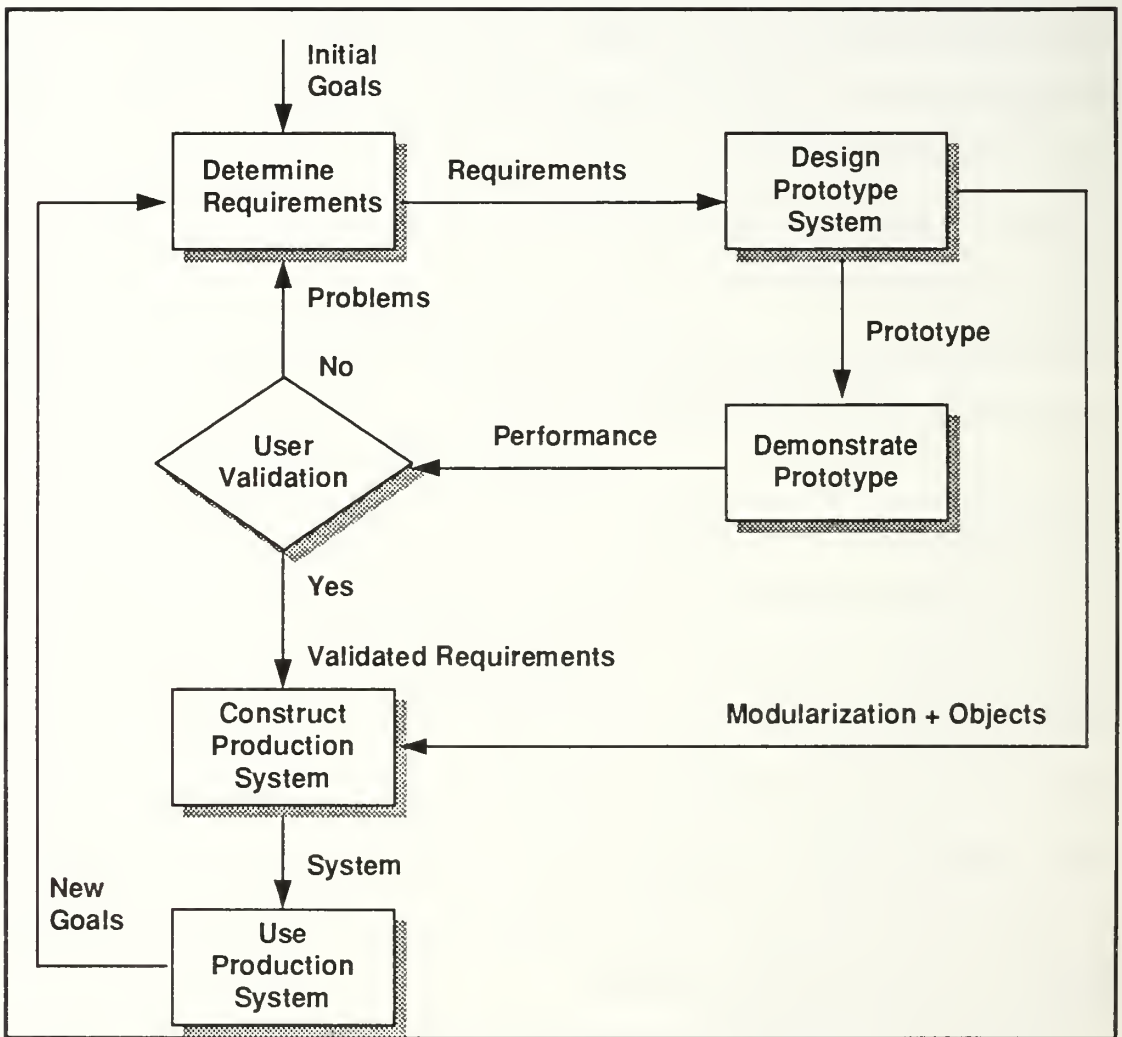 Initial
Goals
Determine
Requirements
Requirements
Design
Prototype
System
Problems
No
Prototype
User
Validation
Performance
Demonstrate
Prototype
Yes
Validated Requirements
Construct
Production
System
Modularization + Objects
System
New
Goals
Use
Production
System